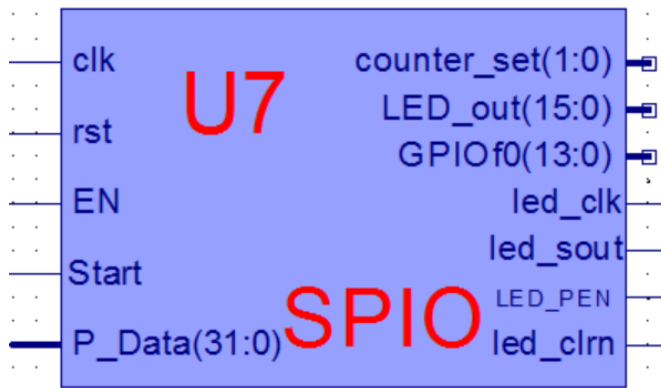 clk
rst
EN
Start
P_Data(31:0)
U7
SPIO
counter_set(1:0)
LED_out(15:0)
GPIOf0(13:0)
led_clk
led_sout
LED_PEN
led_clrn